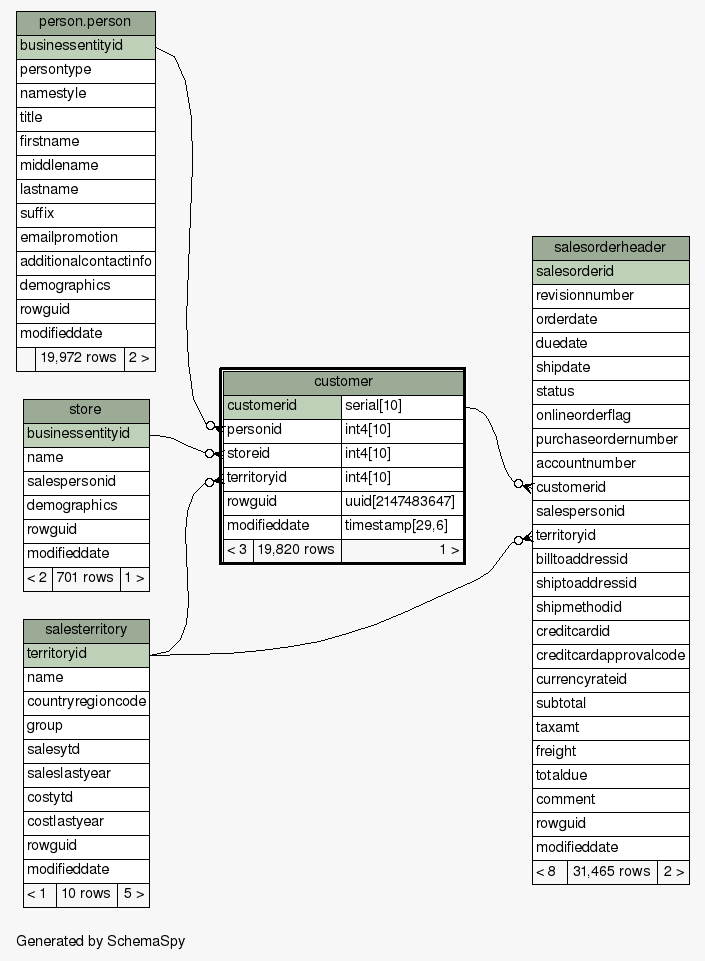 person.person
businessentityid
persontype
namestyle
title
firstname
middlename
lastname
suffix
emailpromotion
additionalcontactinfo
demographics
rowguid
modifieddate
19,972 rows 2 >
store
businessentityid
name
salespersonid
demographics
rowguid
modifieddate
< 2 701 rows 1 >
salesterritory
territoryid
name
countryregioncode
group
salesytd
saleslastyear
costytd
costlastyear
rowguid
modifieddate
< 1 10 rows 5 >
customer
customerid serial[10]
personid int4[10]
storeid int4[10]
territoryid int4[10]
rowguid uuid[2147483647]
modifieddate timestamp[29,6]
< 3 19,820 rows 1 >
salesorderheader
salesorderid
revisionnumber
orderdate
duedate
shipdate
status
onlineorderflag
purchaseordernumber
accountnumber
customerid
salespersonid
territoryid
billtoaddressid
shiptoaddressid
shipmethodid
creditcardid
creditcardapprovalcode
currencyrateid
subtotal
taxamt
freight
totaldue
comment
rowguid
modifieddate
< 8 31,465 rows 2 >
Generated by SchemaSpy